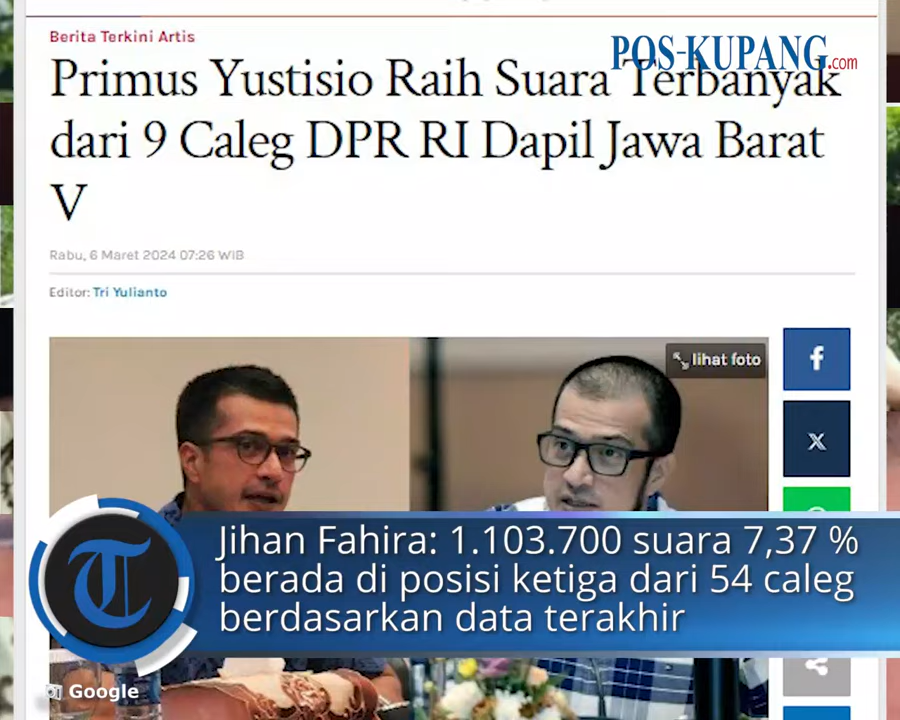 Berita Terkini Artis
POS-KUPANG.com
Primus Yustisio Raih Suara Terbanyak
dari 9 Caleg DPR RI Dapil Jawa Barat
V
Rabu, 6 Maret 2024 07:26 WIB
Editor: Tri Yulianto
lihat foto
f
X
T
Jihan Fahira: 1.103.700 suara 7,37 %
berada di posisi ketiga dari 54 caleg
berdasarkan data terakhir
Google